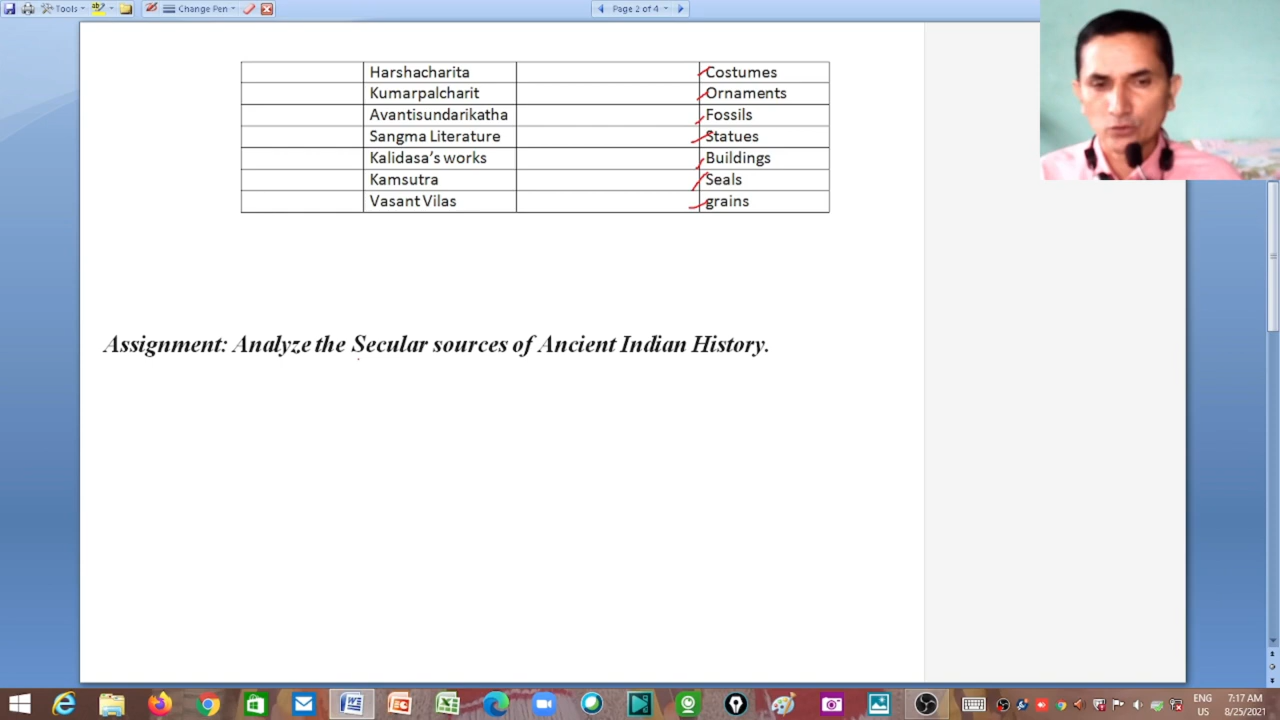 Tools
Change Pen
Page 2 of 4
Harshacharita Costumes
Kumarpalcharit Ornaments
Avantisundarikatha Fossils
Sangma Literature Statues
Kalidasa's works Buildings
Kamsutra Seals
Vasant Vilas grains
Assignment: Analyze the Secular sources of Ancient Indian History.
ENG 7:17 AM
US 8/25/2021